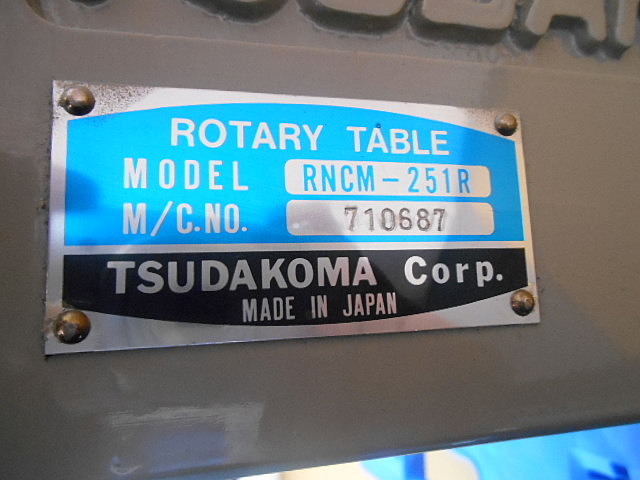 ROTARY TABLE
MODEL RNCM-251R
M/C.NO. 710687
TSUDAKOMA Corp.
MADE IN JAPAN